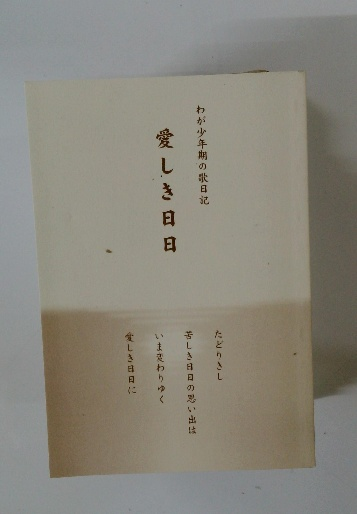 わが少年期の歌日記
愛しき日日
たどりきし
苦しき日日の思い出は
いま変わりゆく
愛しき日日に